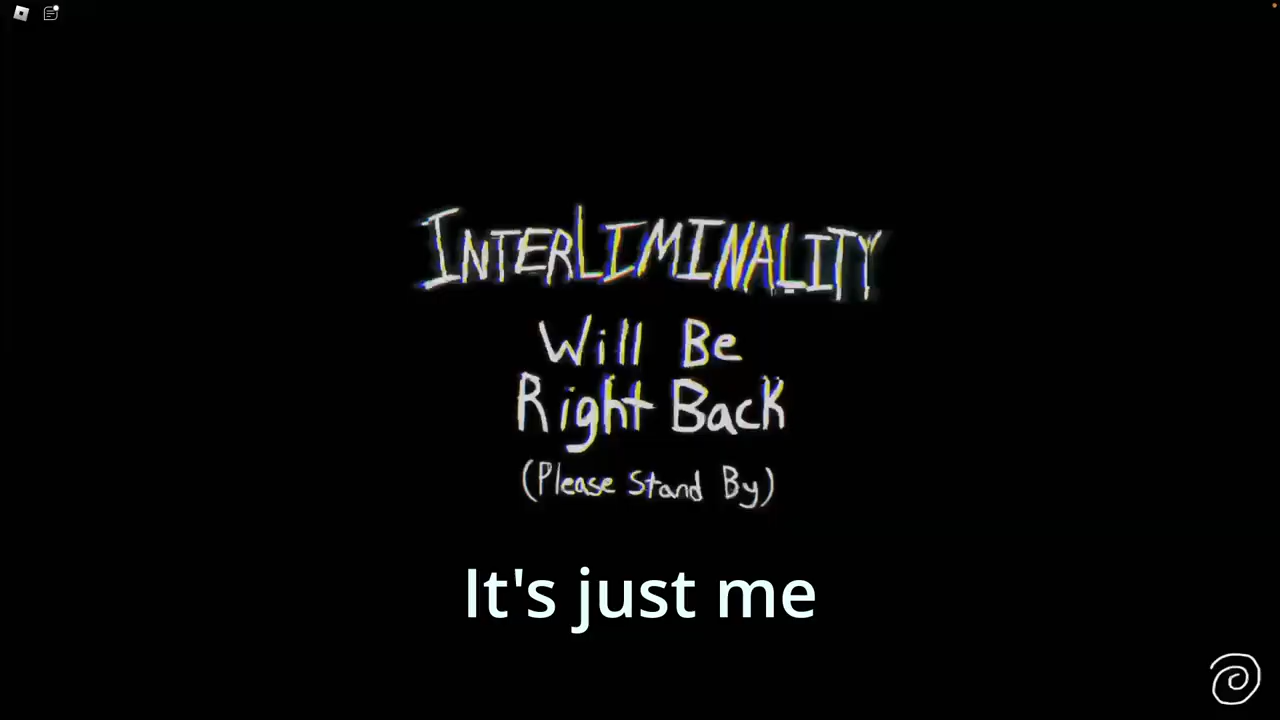 INTERLIMINALITY
Will Be
Right Back
(Please Stand By)
It's just me